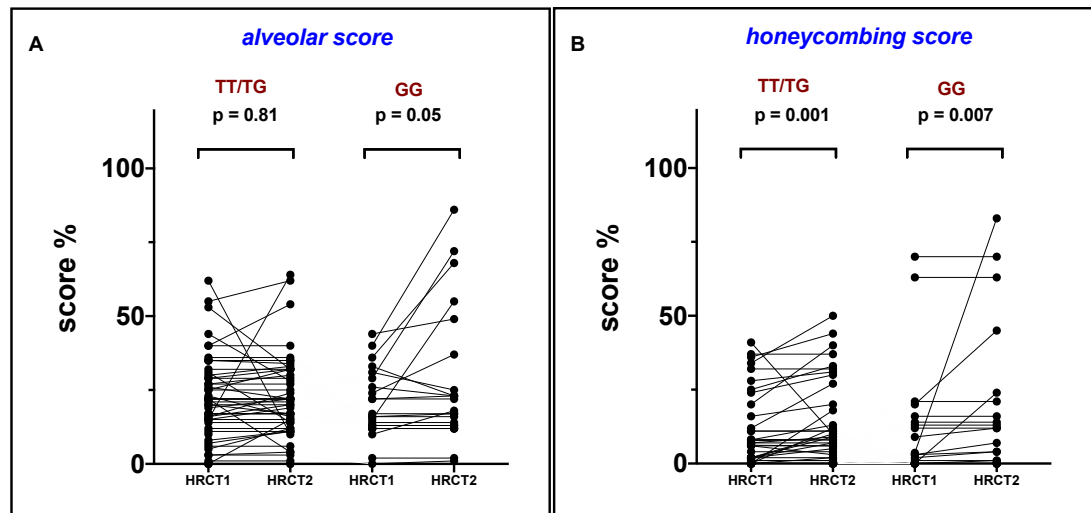 A
alveolar score
TT/TG
GG
p = 0.81
p = 0.05
100
50
0
score %
HRCT1
HRCT2
HRCT1
HRCT2
B
honeycombing score
TT/TG
GG
p = 0.001
p = 0.007
100
50
0
score %
HRCT1
HRCT2
HRCT1
HRCT2